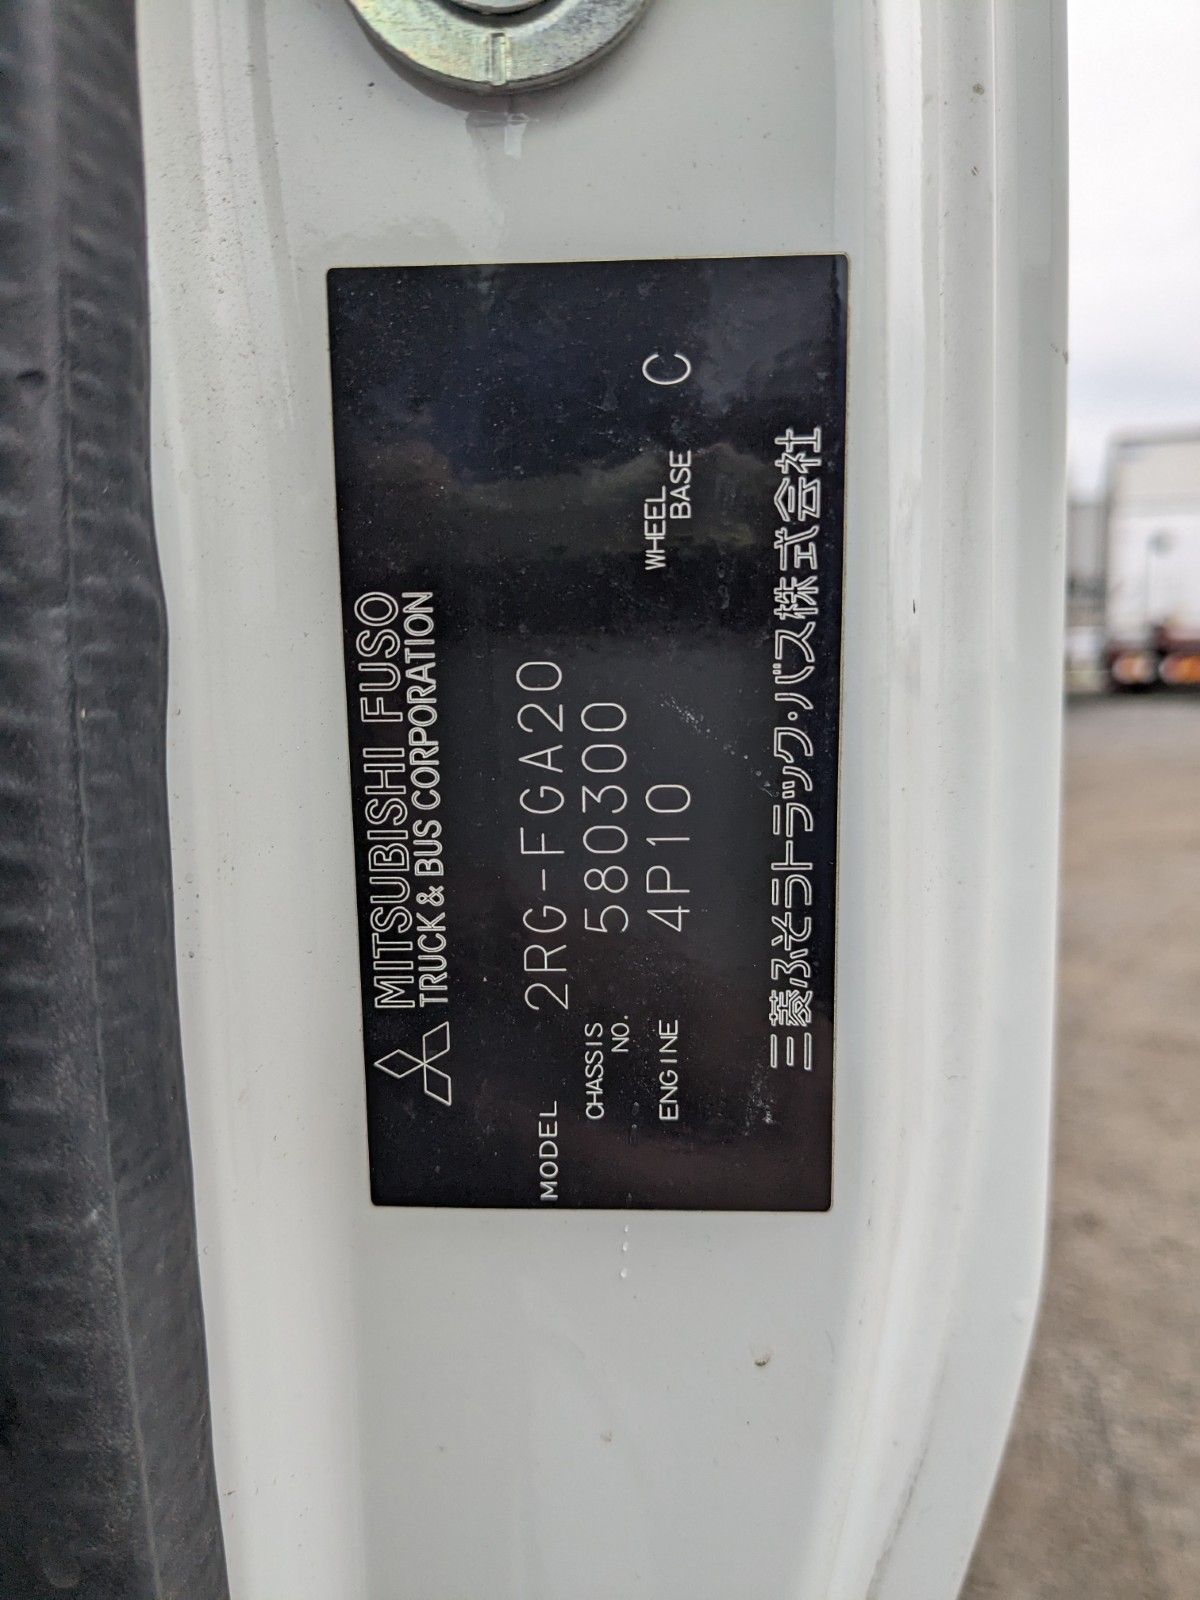 MITSUBISHI FUSO
TRUCK & BUS CORPORATION
MODEL 2RG-FGA20
CHASSIS NO. 580300
ENGINE 4P10 WHEEL BASE C
三菱ふそうトラック・バス株式会社